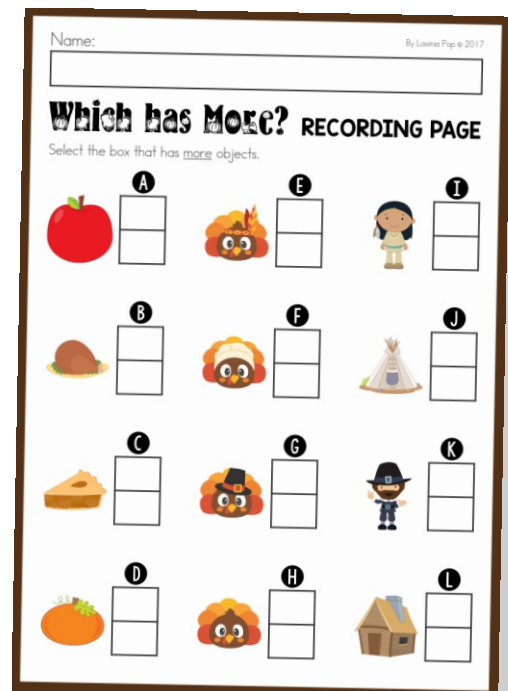 Name:
By Lavinia Pop © 2017
Which has More? RECORDING PAGE
Select the box that has more objects.
A
E
I
B
F
J
C
G
K
D
H
L